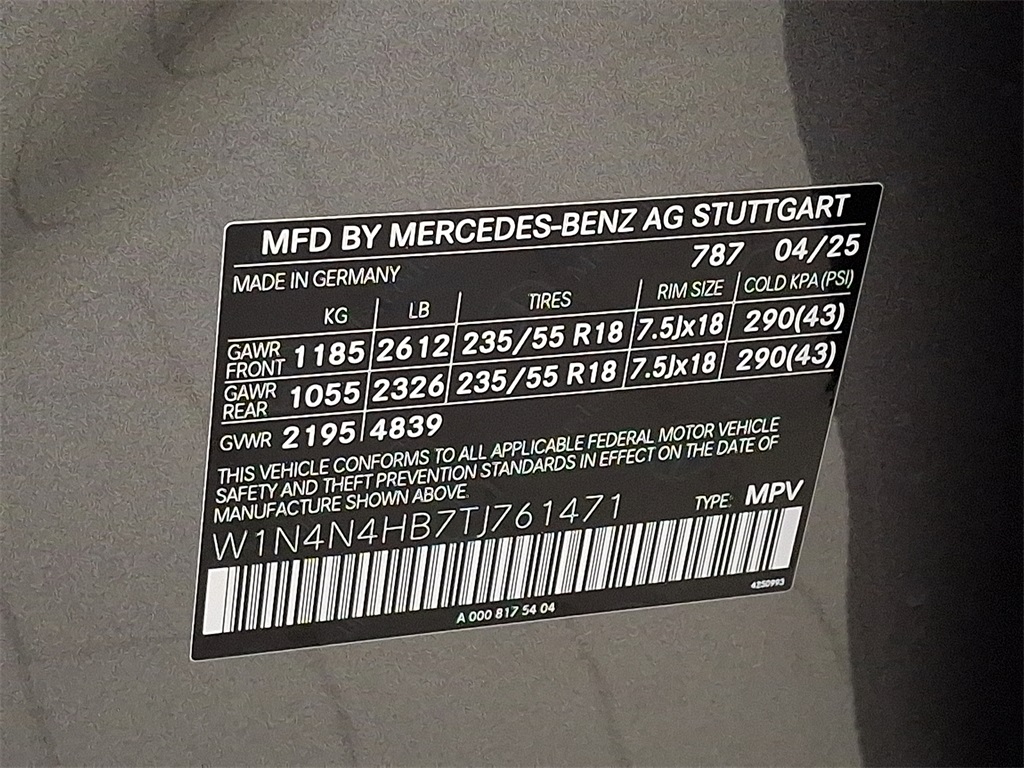 MFD BY MERCEDES-BENZ AG STUTTGART
787 04/25
MADE IN GERMANY
KG LB TIRES RIM SIZE COLD KPA (PSI)
GAWR FRONT 1185 2612 235/55 R18 7.5Jx18 290(43)
GAWR REAR 1055 2326 235/55 R18 7.5Jx18 290(43)
GVWR 2195 4839
THIS VEHICLE CONFORMS TO ALL APPLICABLE FEDERAL MOTOR VEHICLE
SAFETY AND THEFT PREVENTION STANDARDS IN EFFECT ON THE DATE OF
MANUFACTURE SHOWN ABOVE.
W1N4N4HB7TJ761471 TYPE: MPV
A 000 817 54 04
4250993